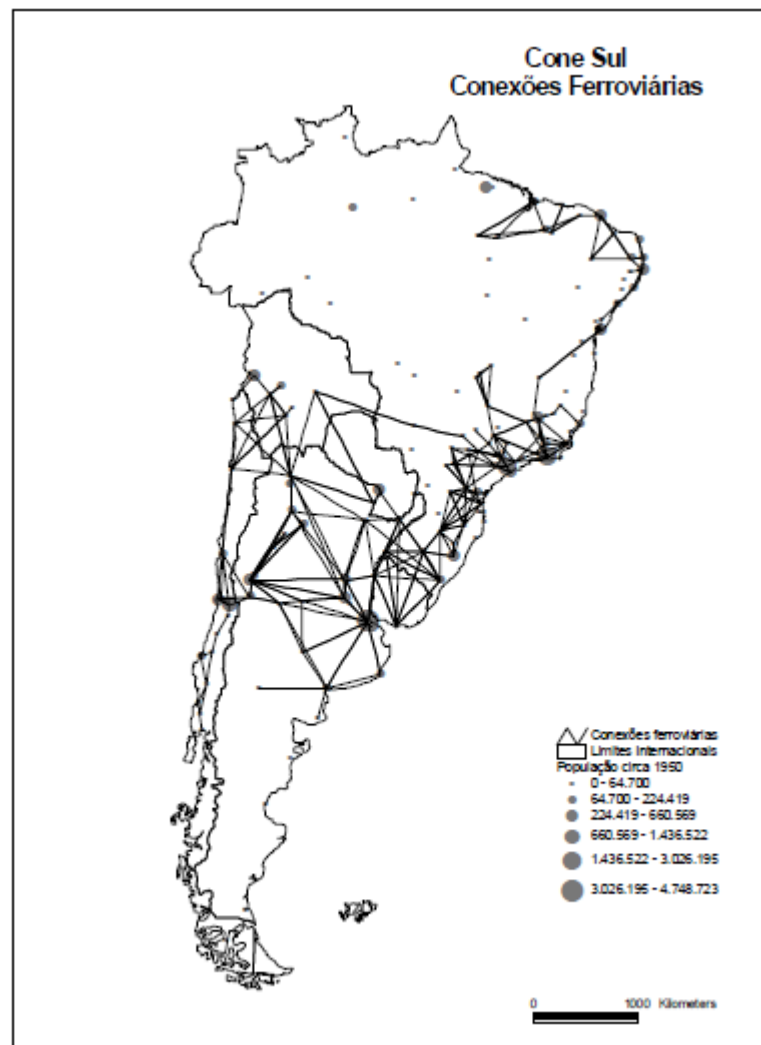 Cone Sul
Conexões Ferroviárias
Conexões ferroviárias
Limites Internacionais
População circa 1950
0 - 64.700
64.700 - 224.419
224.419 - 660.569
660.569 - 1.436.522
1.436.522 - 3.026.195
3.026.195 - 4.748.723
0 1000 Kilometers